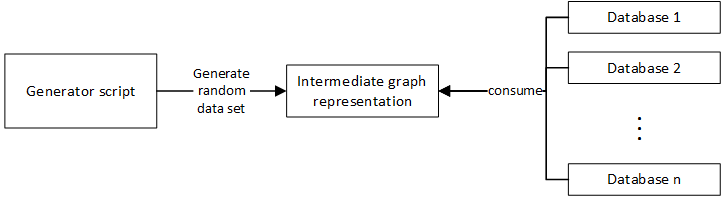 Generator script
Generate
random
data set
Intermediate graph
representation
consume
Database 1
Database 2
Database n